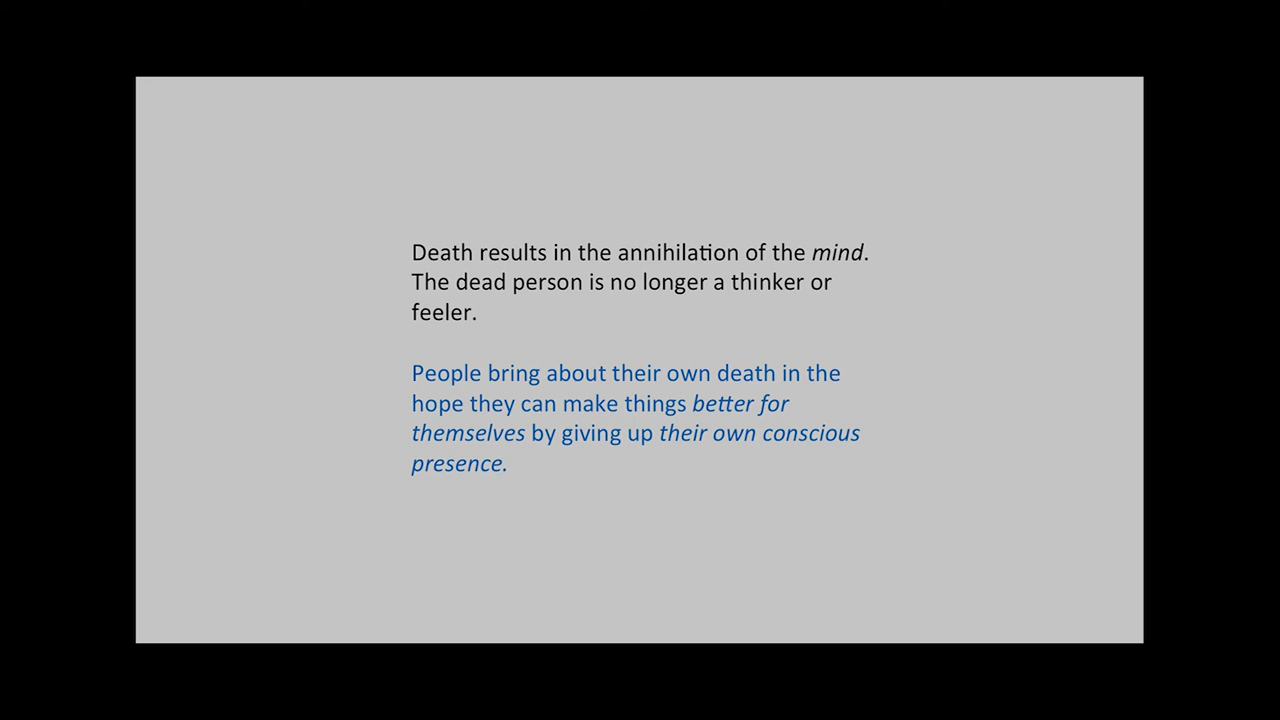 Death results in the annihilation of the mind.
The dead person is no longer a thinker or
feeler.
People bring about their own death in the
hope they can make things better for
themselves by giving up their own conscious
presence.